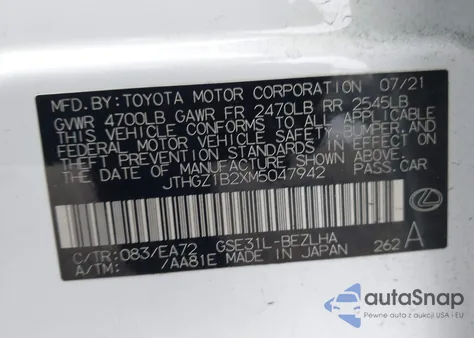 MFD.BY: TOYOTA MOTOR CORPORATION 07/21
GVWR 4700LB GAWR FR 2470LB RR 2545LB
THIS VEHICLE CONFORMS TO ALL APPLICABLE
FEDERAL MOTOR VEHICLE SAFETY, BUMPER, AND
THEFT PREVENTION STANDARDS IN EFFECT ON
THE DATE OF MANUFACTURE SHOWN ABOVE.
JTHGZ1B2XM5047942 PASS.CAR
C/TR: 083/EA72 GSE31L-BEZLHA
A/TM: /AA81E MADE IN JAPAN 262 A
autoSnap
Pewne auta z USA i EU